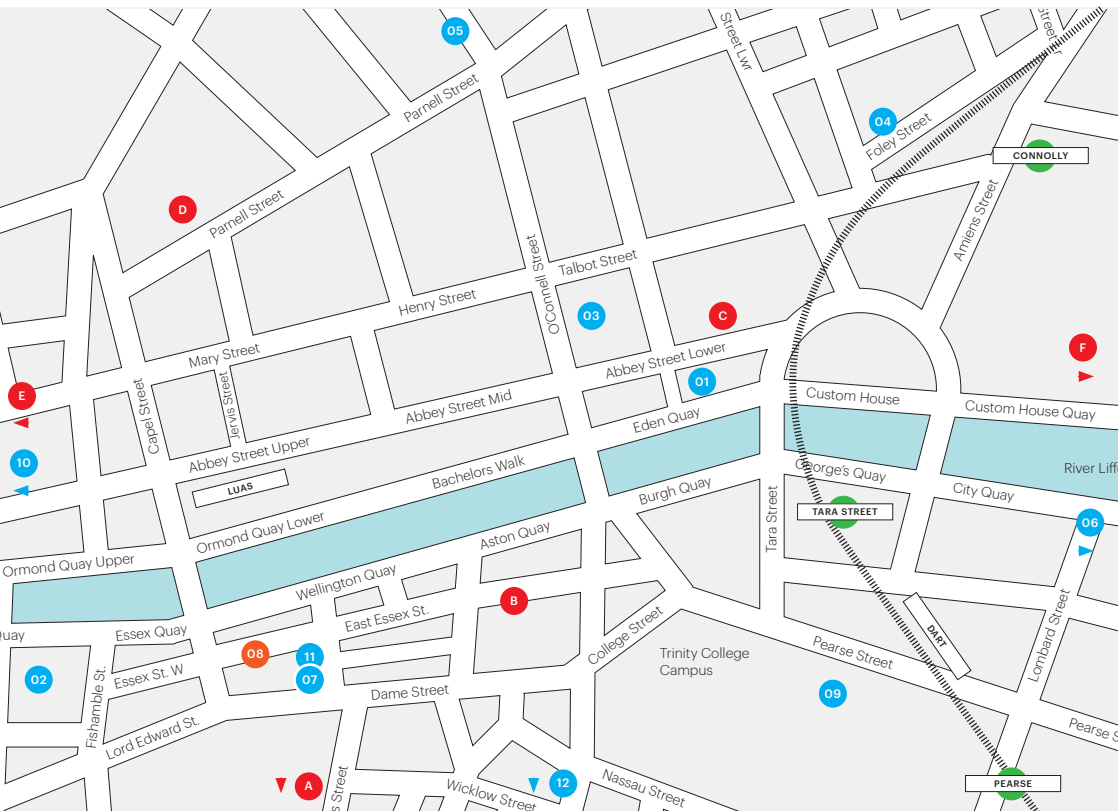 05
Street Lwr
Parnell Street
04
Foley Street
CONNOLLY
D
Parnell Street
Amiens Street
O'Connell Street
Talbot Street
Henry Street
03
C
F
Mary Street
Abbey Street Lower
E
01
Capel Street
Jervis Street
Abbey Street Mid
Custom House
Custom House Quay
Eden Quay
10
Abbey Street Upper
LUAS
Bachelors Walk
George's Quay
River Liff
Burgh Quay
City Quay
TARA STREET
Tara Street
06
Ormond Quay Lower
Aston Quay
Ormond Quay Upper
Wellington Quay
B
East Essex St.
Quay
Essex Quay
College Street
DART
Lombard Street
08
11
07
Trinity College
Campus
Pearse Street
Essex St. W
02
Fishamble St.
Dame Street
09
Lord Edward St.
Pearse S
A
s Street
Wicklow Street
12
Nassau Street
PEARSE